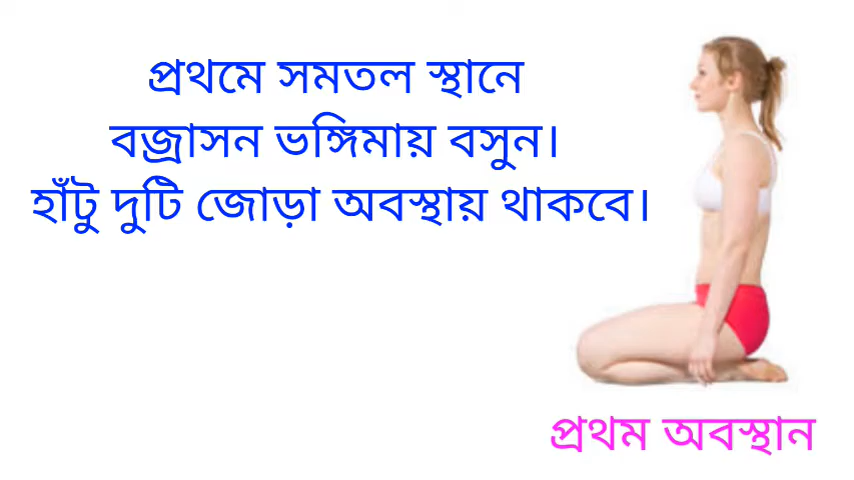 প্রথমে সমতল স্থানে
বজ্রাসন ভঙ্গিমায় বসুন।
হাঁটু দুটি জোড়া অবস্থায় থাকবে।
প্রথম অবস্থান